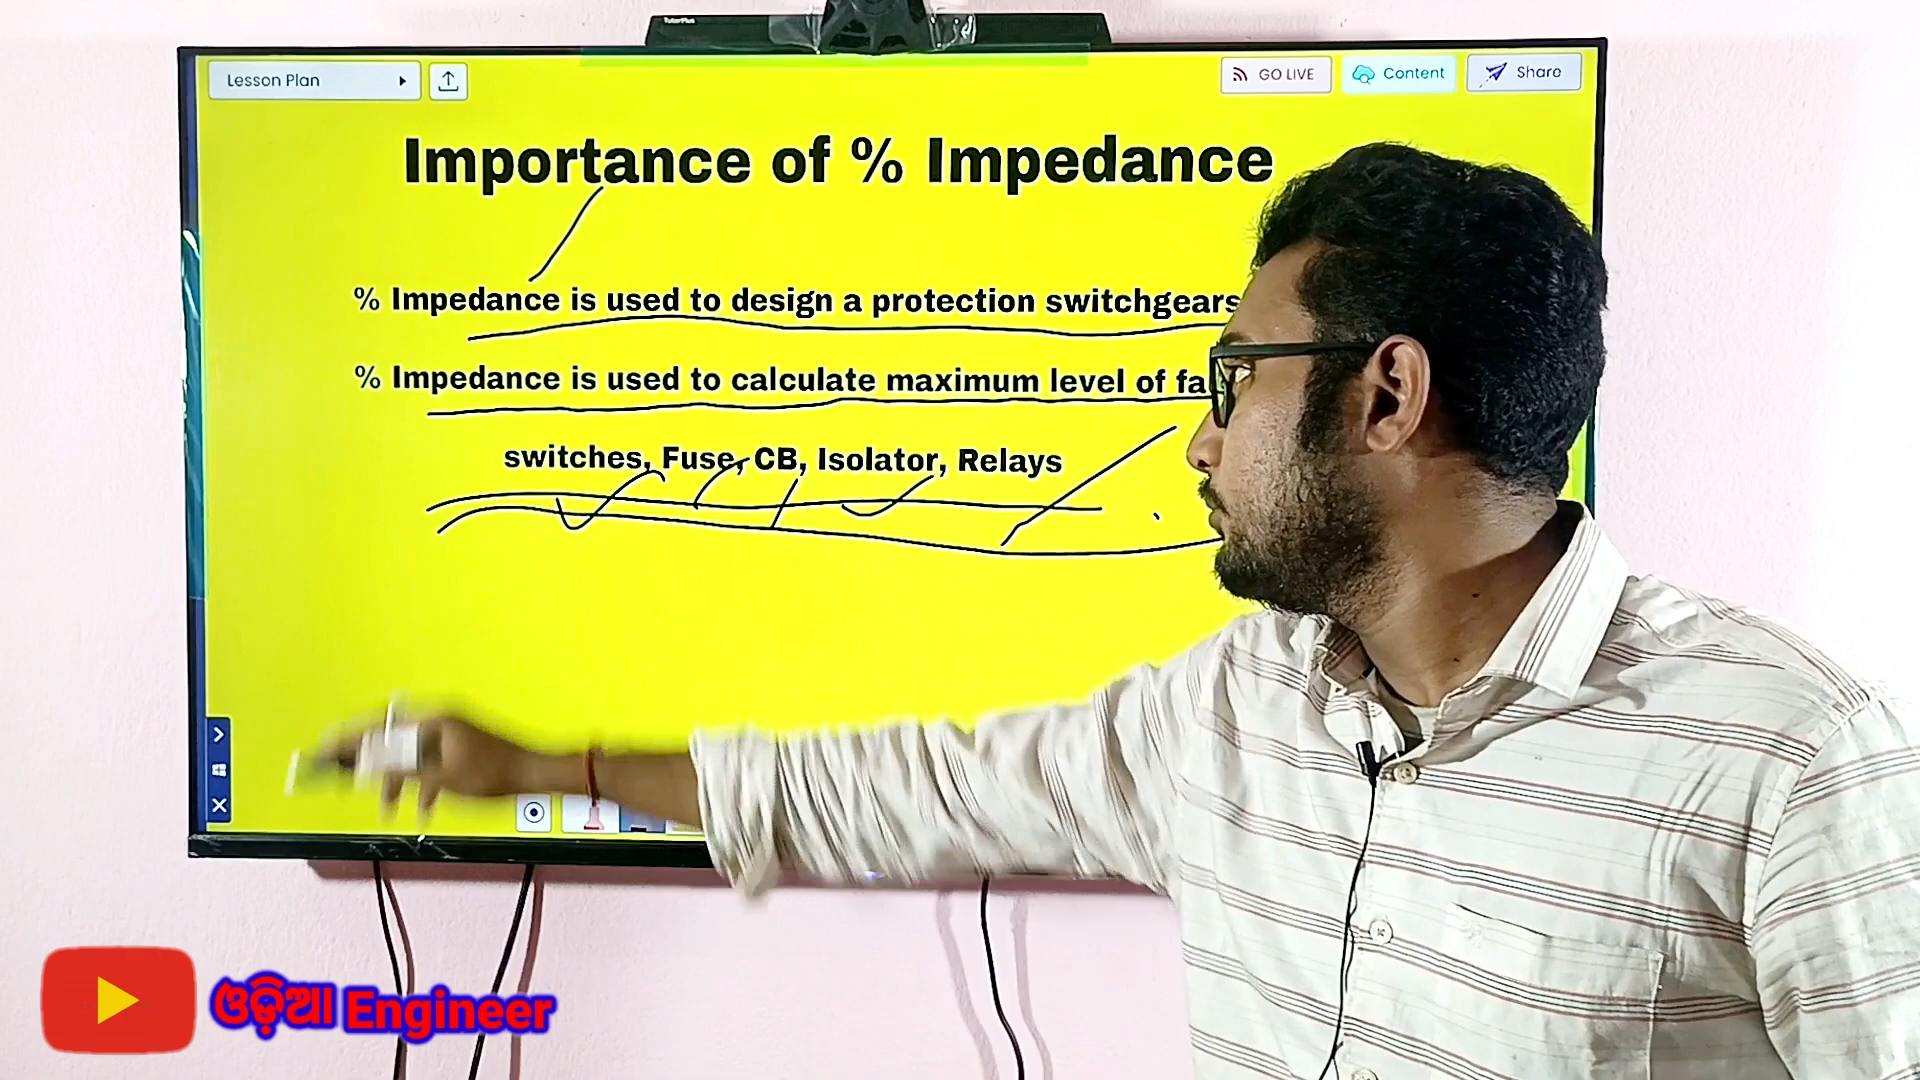 TutorPlus
Lesson Plan
GO LIVE
Content
Share
Importance of % Impedance
% Impedance is used to design a protection switchgears
% Impedance is used to calculate maximum level of
switches, Fuse, CB, Isolator, Relays
ଓଡ଼ିଆ Engineer